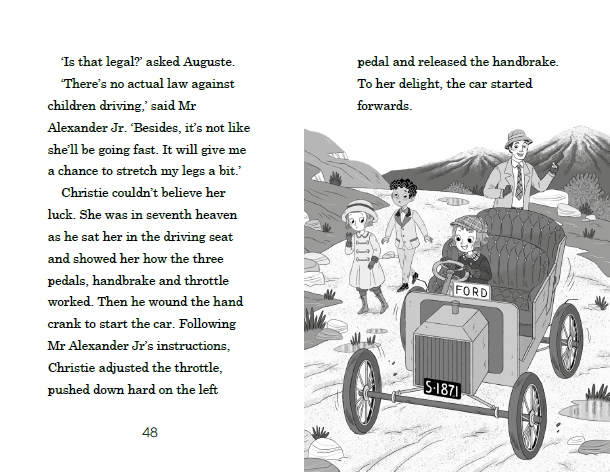 ‘Is that legal?’ asked Auguste.
‘There’s no actual law against
children driving,’ said Mr
Alexander Jr. ‘Besides, it’s not like
she’ll be going fast. It will give me
a chance to stretch my legs a bit.’
Christie couldn’t believe her
luck. She was in seventh heaven
as he sat her in the driving seat
and showed her how the three
pedals, handbrake and throttle
worked. Then he wound the hand
crank to start the car. Following
Mr Alexander Jr’s instructions,
Christie adjusted the throttle,
pushed down hard on the left
48
pedal and released the handbrake.
To her delight, the car started
forwards.
FORD
S·1871